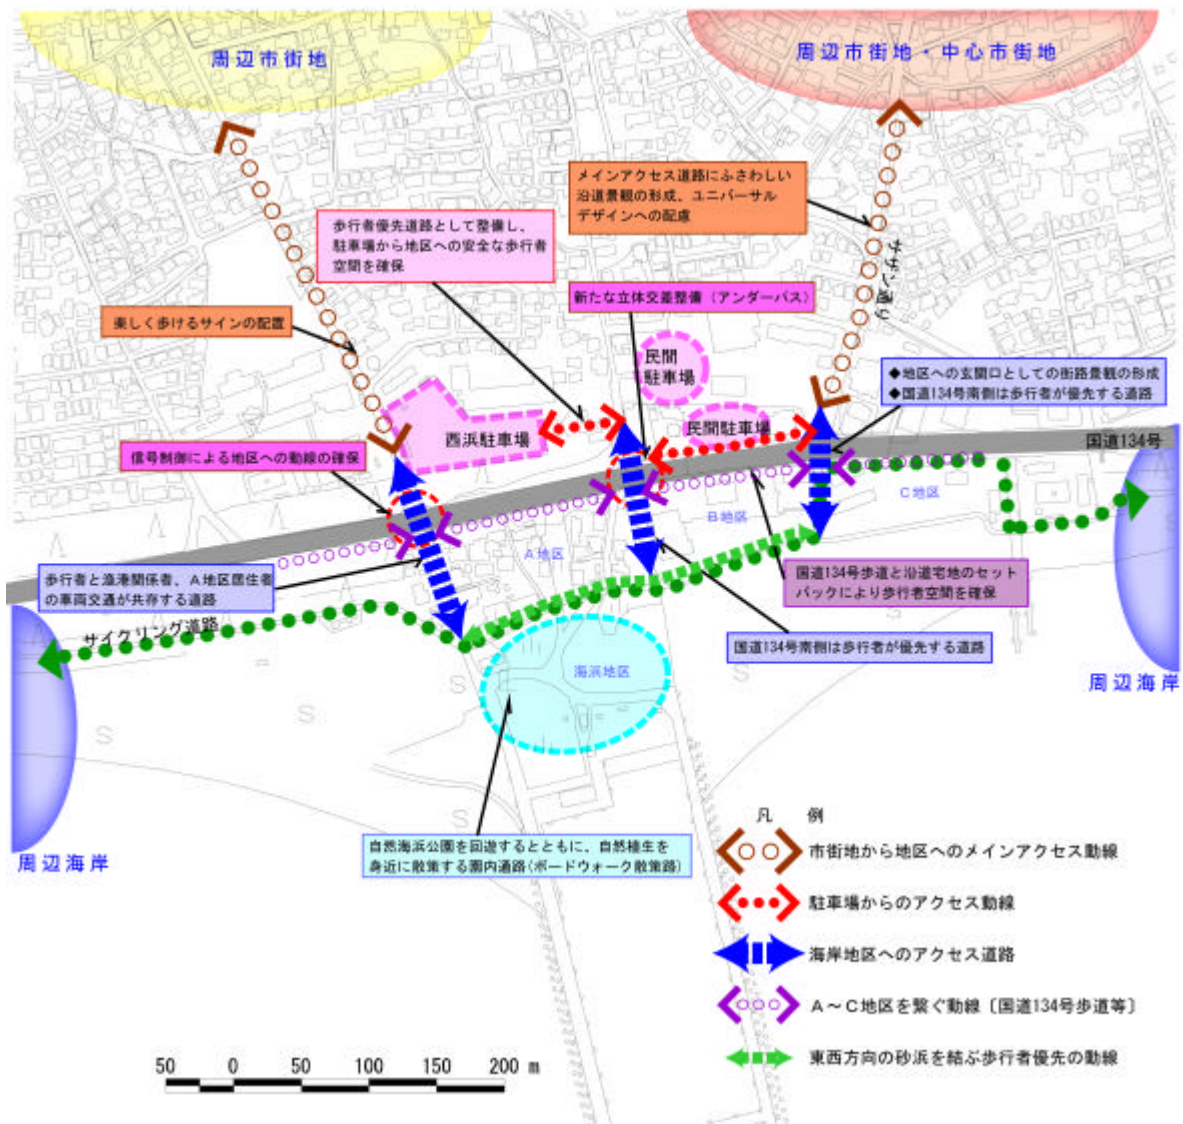 周辺市街地
周辺市街地・中心市街地
メインアクセス道路にふさわしい
沿道景観の形成、ユニバーサル
デザインへの配慮
歩行者優先道路として整備し、
駐車場から地区への安全な歩行者
空間を確保
サザン通り
新たな立体交差整備（アンダーパス）
楽しく歩けるサインの配置
民間
駐車場
◆地区への玄関口としての街路景観の形成
◆国道134号南側は歩行者が優先する道路
西浜駐車場
民間駐車場
国道134号
信号制御による地区への動線の確保
C地区
B地区
A地区
歩行者と漁港関係者、A地区居住者
の車両交通が共存する道路
国道134号歩道と沿道宅地のセット
バックにより歩行者空間を確保
サイクリング道路
国道134号南側は歩行者が優先する道路
海浜地区
周辺海岸
S
S
S
S
S
自然海浜公園を回遊するとともに、自然植生を
身近に散策する園内通路(ボードウォーク散策路)
周辺海岸
凡 例
市街地から地区へのメインアクセス動線
駐車場からのアクセス動線
海岸地区へのアクセス道路
A～C地区を繋ぐ動線〔国道134号歩道等〕
東西方向の砂浜を結ぶ歩行者優先の動線
50 0 50 100 150 200 m